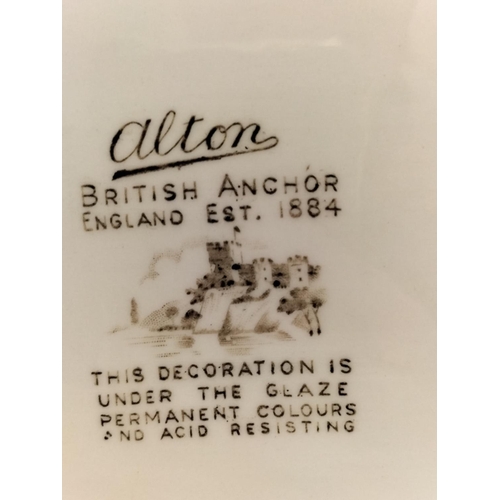 alton
BRITISH ANCHOR
ENGLAND EST. 1884
THIS DECORATION IS
UNDER THE GLAZE
PERMANENT COLOURS
AND ACID RESISTING